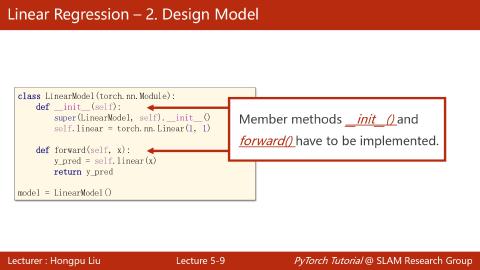 Linear Regression – 2. Design Model
class LinearModel(torch.nn.Module):
    def __init__(self):
        super(LinearModel, self).__init__()
        self.linear = torch.nn.Linear(1, 1)

    def forward(self, x):
        y_pred = self.linear(x)
        return y_pred

model = LinearModel()
Member methods __init__() and
forward() have to be implemented.
Lecturer : Hongpu Liu
Lecture 5-9
PyTorch Tutorial @ SLAM Research Group